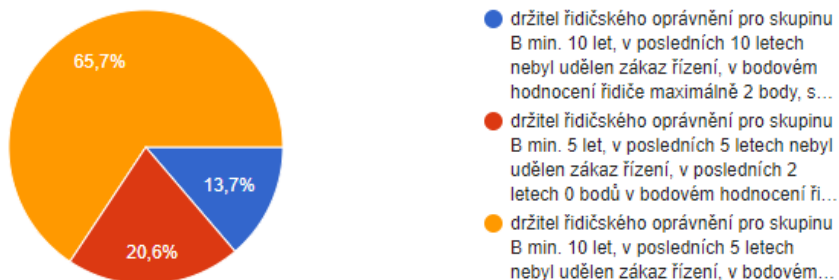 65,7%
13,7%
20,6%
držitel řidičského oprávnění pro skupinu
B min. 10 let, v posledních 10 letech
nebyl udělen zákaz řízení, v bodovém
hodnocení řidiče maximálně 2 body, s…
držitel řidičského oprávnění pro skupinu
B min. 5 let, v posledních 5 letech nebyl
udělen zákaz řízení, v posledních 2
letech 0 bodů v bodovém hodnocení ři…
držitel řidičského oprávnění pro skupinu
B min. 10 let, v posledních 5 letech
nebyl udělen zákaz řízení, v bodovém…